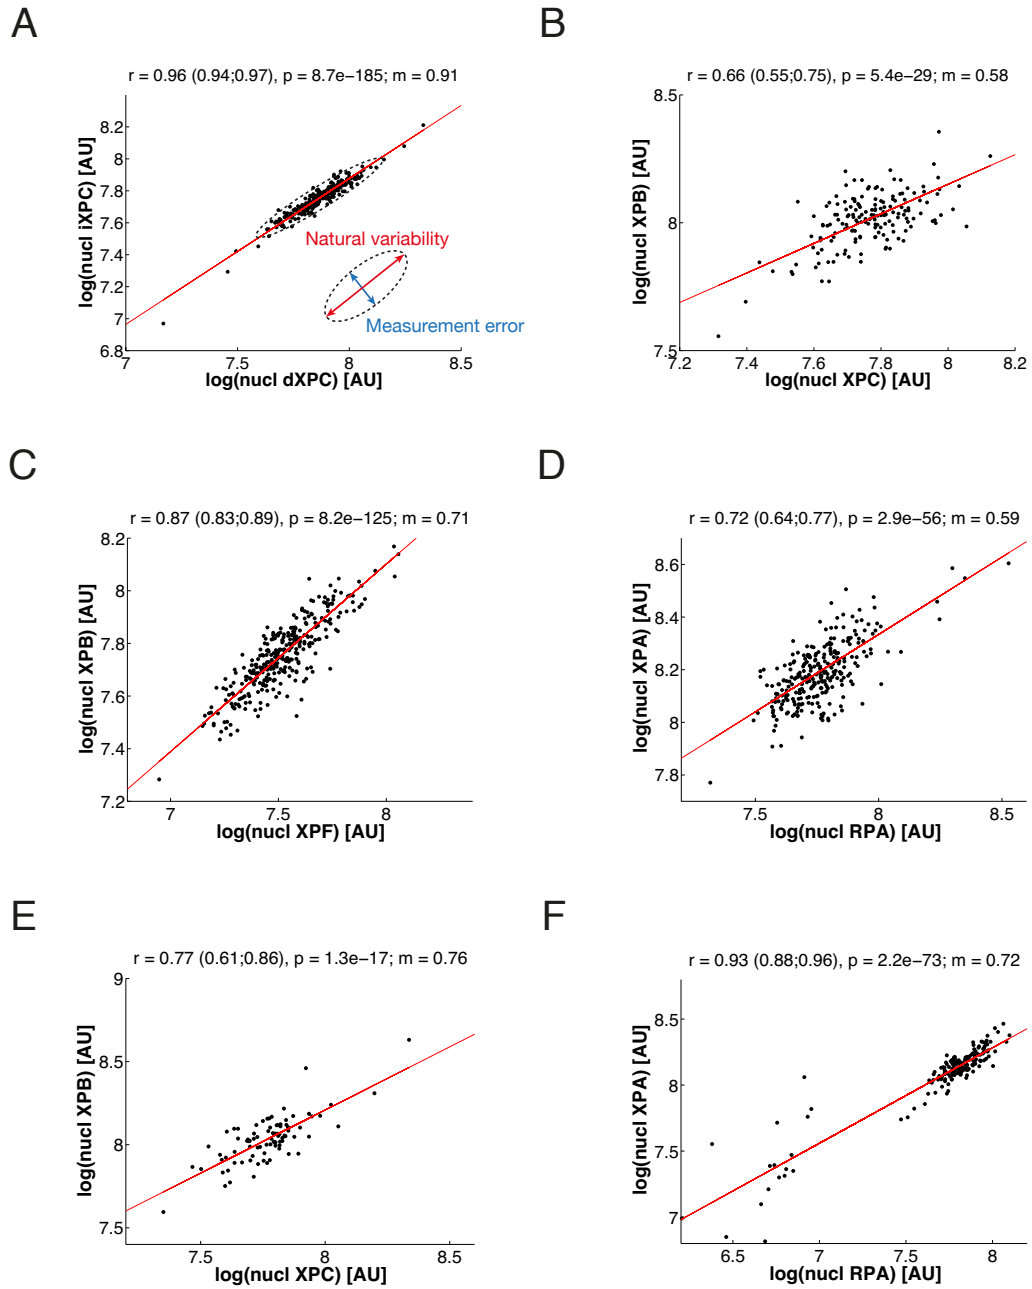 A
r = 0.96 (0.94;0.97), p = 8.7e−185; m = 0.91
log(nucl iXPC) [AU]
8.2
8
7.8
7.6
7.4
7.2
7
6.8
Natural variability
Measurement error
7 7.5 8 8.5
log(nucl dXPC) [AU]
B
r = 0.66 (0.55;0.75), p = 5.4e−29; m = 0.58
log(nucl XPB) [AU]
8.5
8
7.5
7.2 7.4 7.6 7.8 8 8.2
log(nucl XPC) [AU]
C
r = 0.87 (0.83;0.89), p = 8.2e−125; m = 0.71
log(nucl XPB) [AU]
8.2
8
7.8
7.6
7.4
7.2
7 7.5 8
log(nucl XPF) [AU]
D
r = 0.72 (0.64;0.77), p = 2.9e−56; m = 0.59
log(nucl XPA) [AU]
8.6
8.4
8.2
8
7.8
7.5 8 8.5
log(nucl RPA) [AU]
E
r = 0.77 (0.61;0.86), p = 1.3e−17; m = 0.76
log(nucl XPB) [AU]
9
8.5
8
7.5
7.5 8 8.5
log(nucl XPC) [AU]
F
r = 0.93 (0.88;0.96), p = 2.2e−73; m = 0.72
log(nucl XPA) [AU]
8.5
8
7.5
7
6.5 7 7.5 8
log(nucl RPA) [AU]